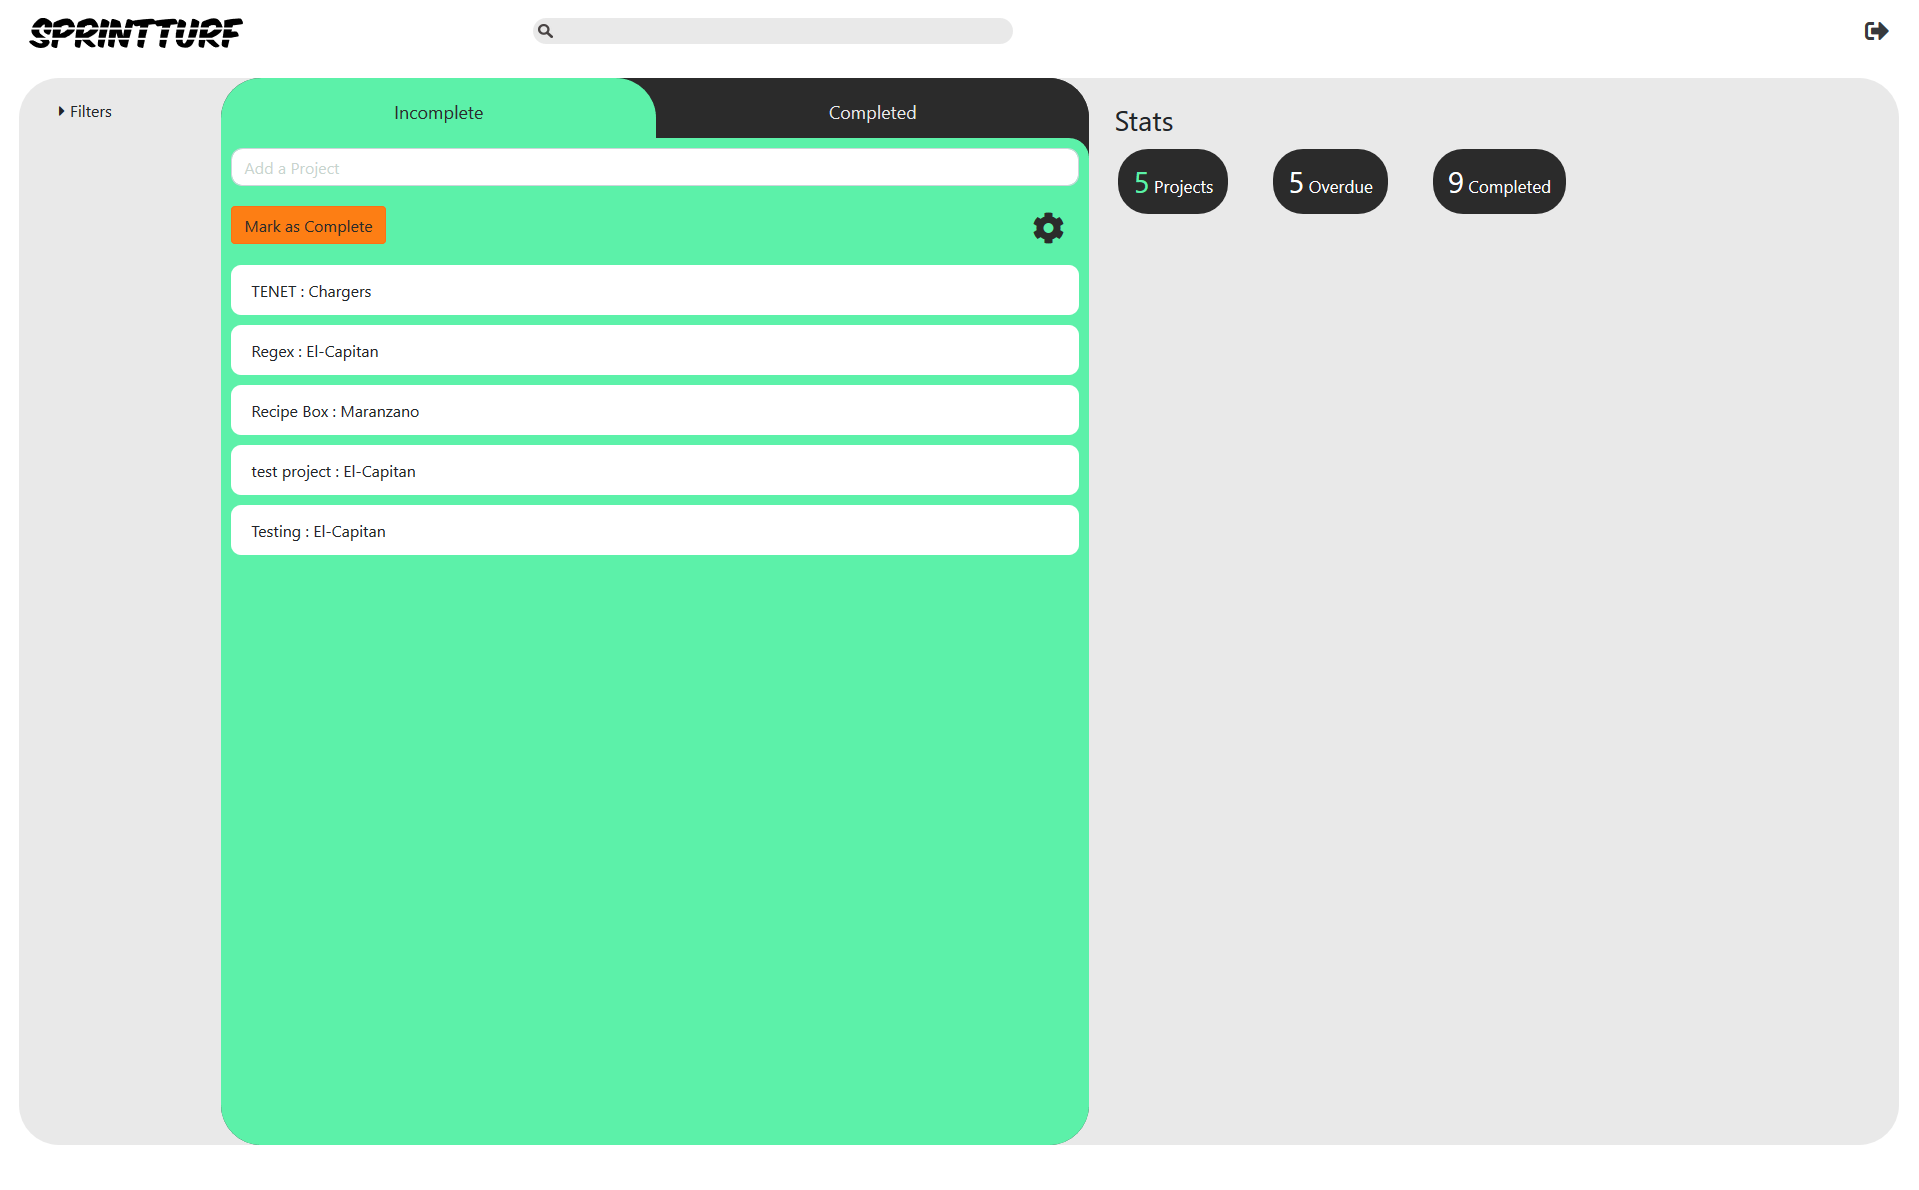 SPRINTTURF
Filters
Incomplete
Completed
Add a Project
Mark as Complete
TENET : Chargers
Regex : El-Capitan
Recipe Box : Maranzano
test project : El-Capitan
Testing : El-Capitan
Stats
5 Projects
5 Overdue
9 Completed